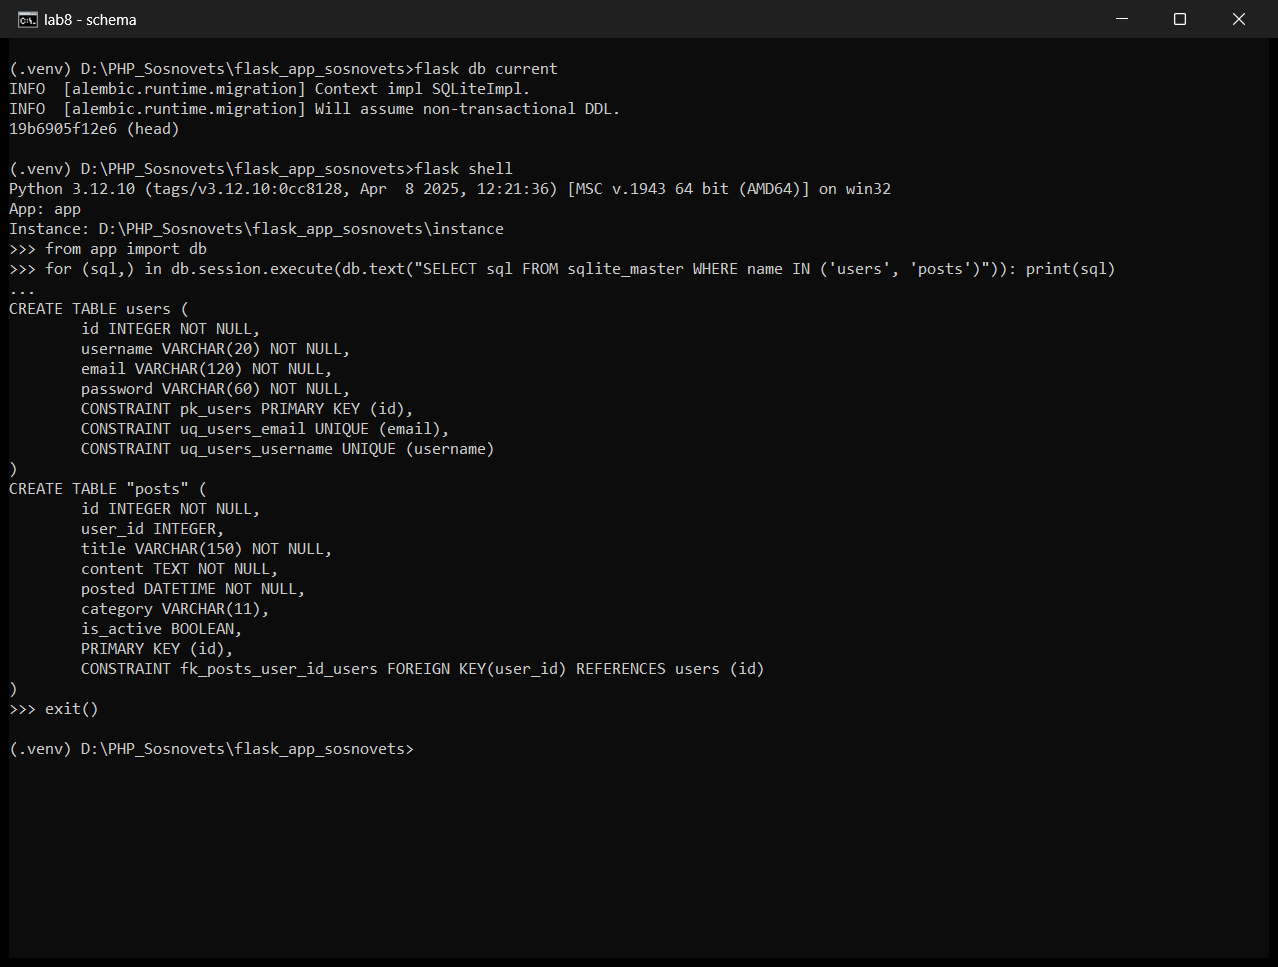 lab8 - schema
(.venv) D:\PHP_Sosnovets\flask_app_sosnovets>flask db current
INFO  [alembic.runtime.migration] Context impl SQLiteImpl.
INFO  [alembic.runtime.migration] Will assume non-transactional DDL.
19b6905f12e6 (head)
(.venv) D:\PHP_Sosnovets\flask_app_sosnovets>flask shell
Python 3.12.10 (tags/v3.12.10:0cc8128, Apr  8 2025, 12:21:36) [MSC v.1943 64 bit (AMD64)] on win32
App: app
Instance: D:\PHP_Sosnovets\flask_app_sosnovets\instance
>>> from app import db
>>> for (sql,) in db.session.execute(db.text("SELECT sql FROM sqlite_master WHERE name IN ('users', 'posts')")): print(sql)
...
CREATE TABLE users (
        id INTEGER NOT NULL,
        username VARCHAR(20) NOT NULL,
        email VARCHAR(120) NOT NULL,
        password VARCHAR(60) NOT NULL,
        CONSTRAINT pk_users PRIMARY KEY (id),
        CONSTRAINT uq_users_email UNIQUE (email),
        CONSTRAINT uq_users_username UNIQUE (username)
)
CREATE TABLE "posts" (
        id INTEGER NOT NULL,
        user_id INTEGER,
        title VARCHAR(150) NOT NULL,
        content TEXT NOT NULL,
        posted DATETIME NOT NULL,
        category VARCHAR(11),
        is_active BOOLEAN,
        PRIMARY KEY (id),
        CONSTRAINT fk_posts_user_id_users FOREIGN KEY(user_id) REFERENCES users (id)
)
>>> exit()
(.venv) D:\PHP_Sosnovets\flask_app_sosnovets>